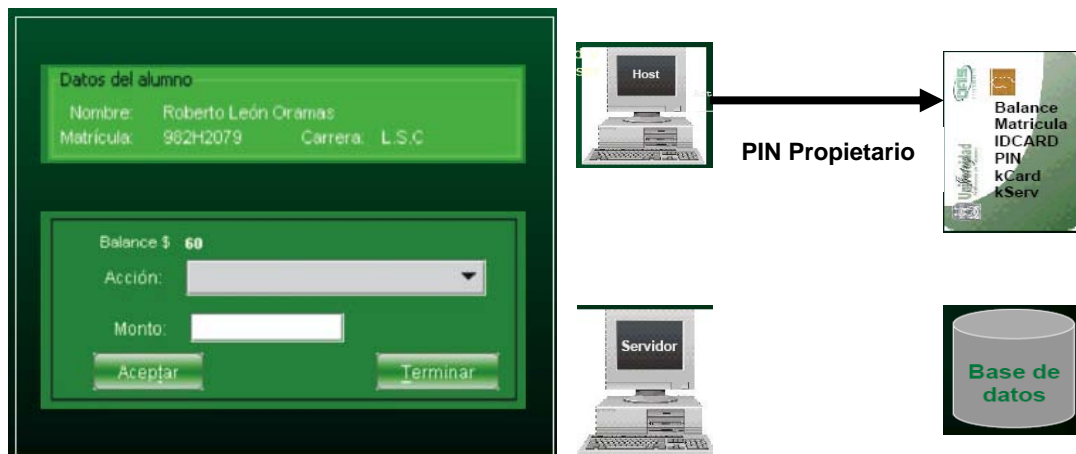 Datos del alumno
Nombre: Roberto León Oramas
Matrícula: 982H2079 Carrera: L.S.C
Balance $ 60
Acción:
Monto:
Aceptar Terminar
Host
PIN Propietario
Balance
Matricula
IDCARD
PIN
kCard
kServ
Universidad
Servidor
Base de
datos